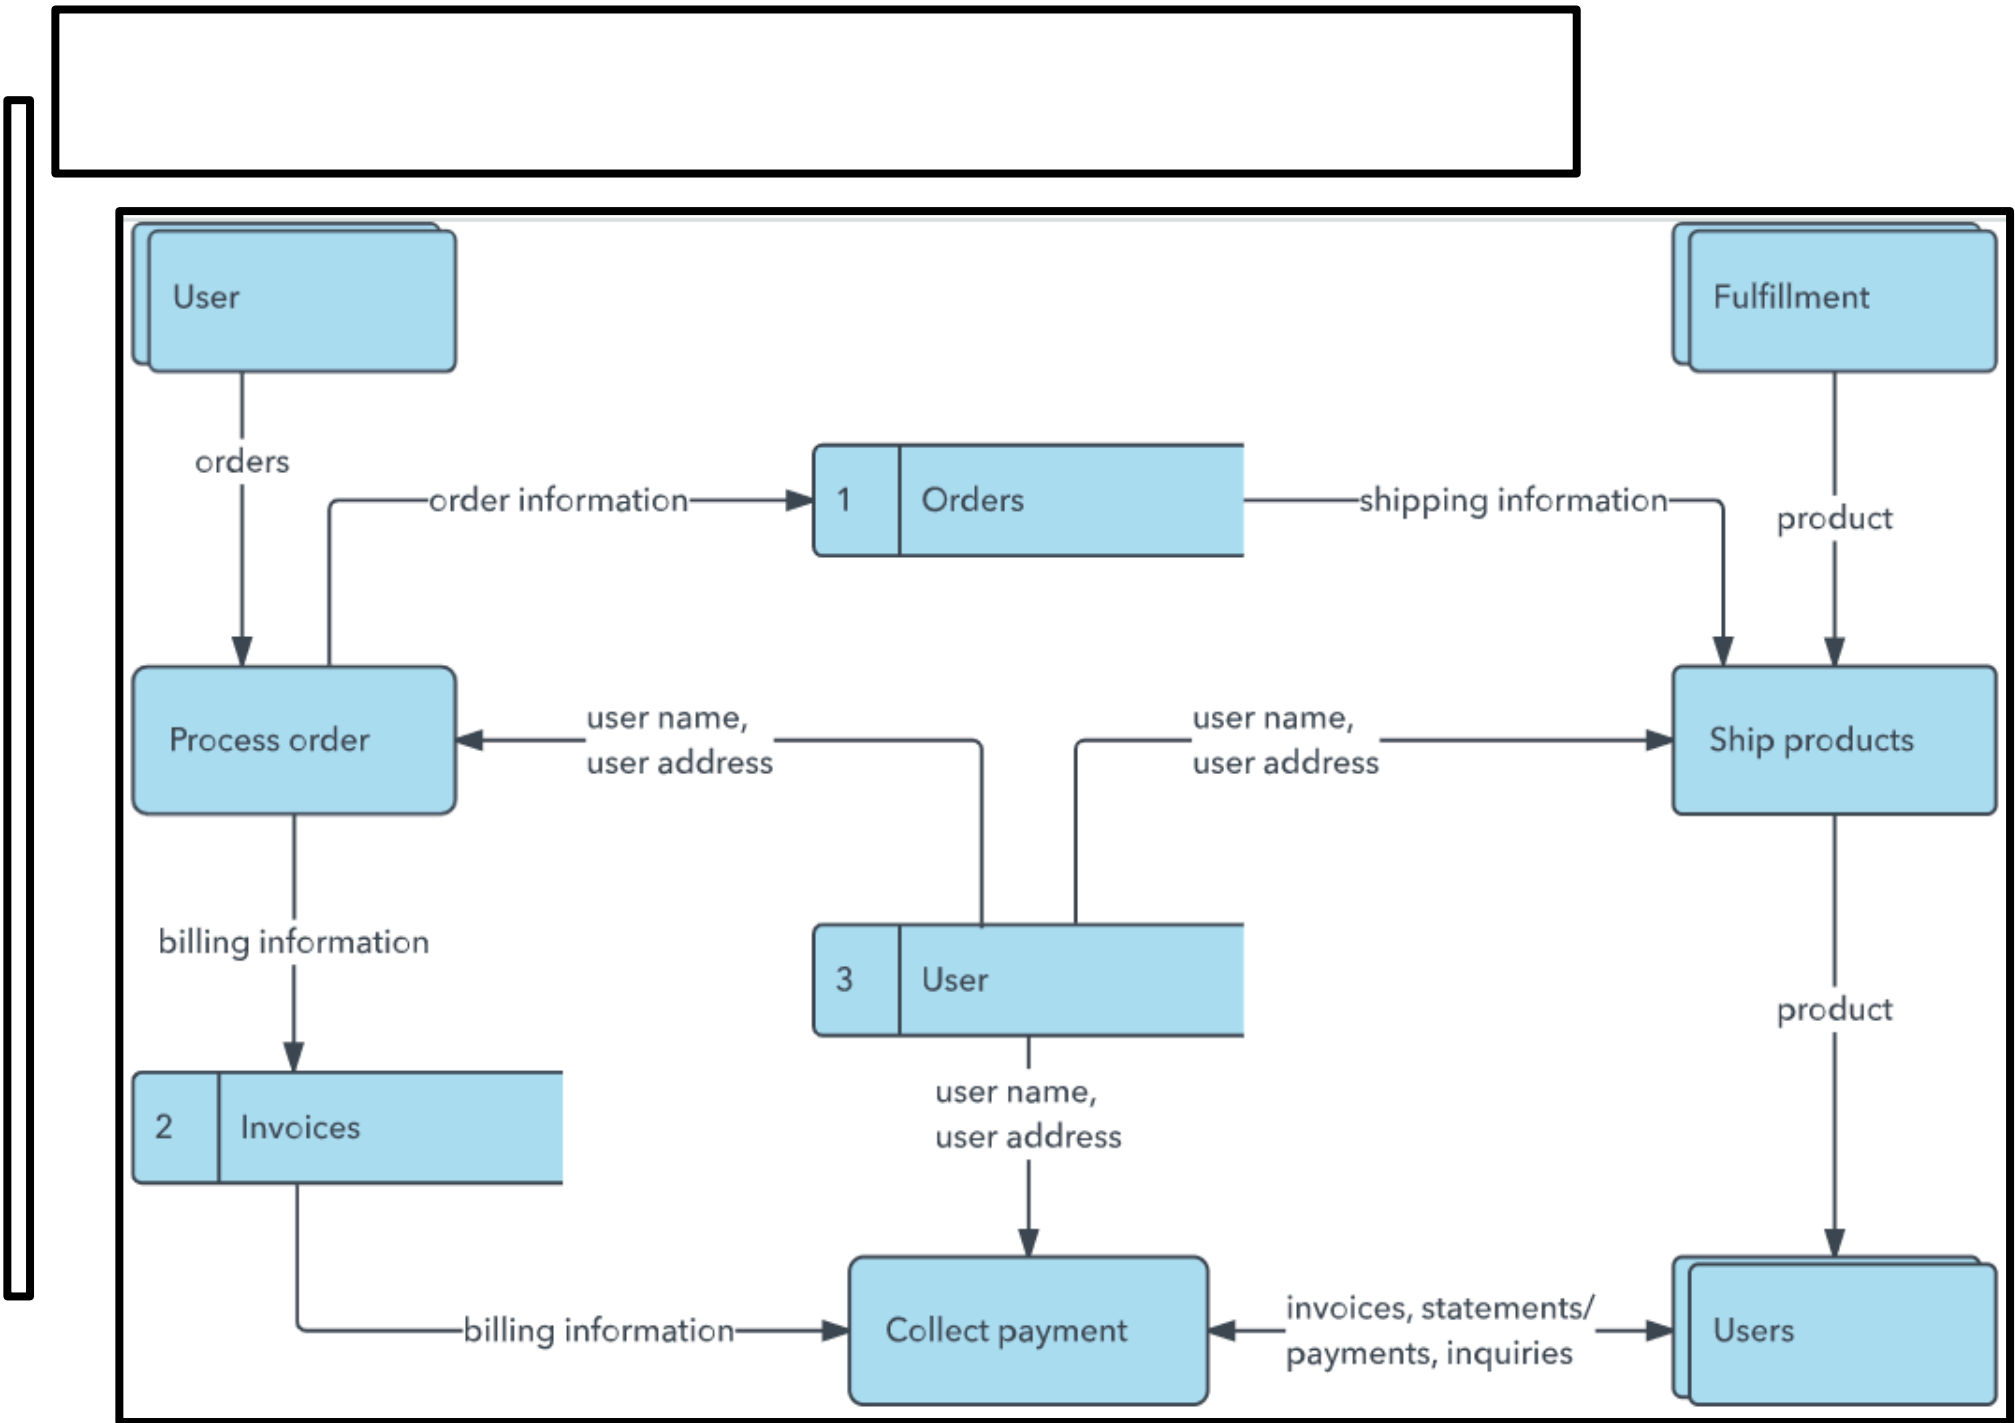 User
Fulfillment
orders
order information
1
Orders
shipping information
product
Process order
user name,
user address
user name,
user address
Ship products
billing information
3
User
product
2
Invoices
user name,
user address
billing information
Collect payment
invoices, statements/
payments, inquiries
Users